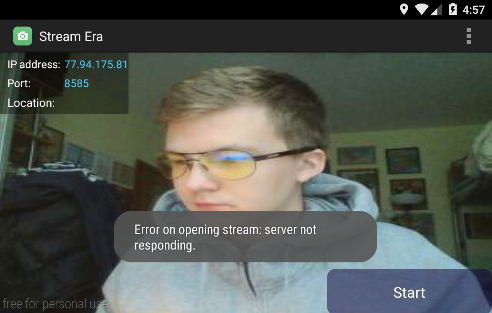 4:57
Stream Era
IP address: 77.94.175.81
Port: 8585
Location:
Error on opening stream: server not
responding.
Start
free for personal use